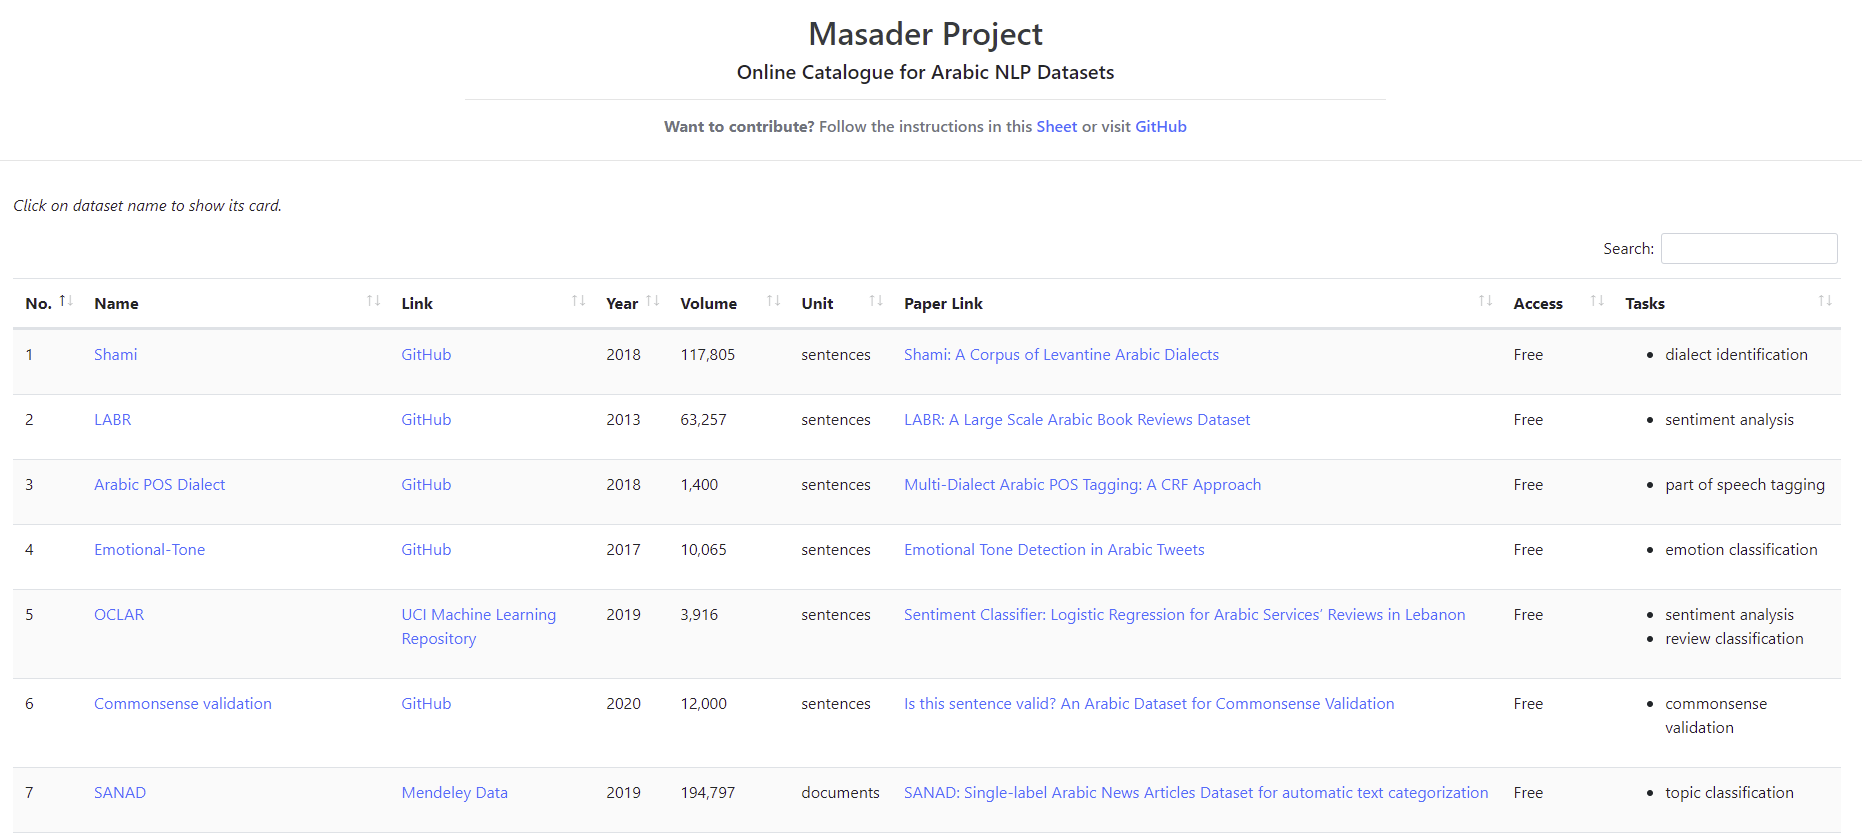 Masader Project
Online Catalogue for Arabic NLP Datasets
Want to contribute? Follow the instructions in this Sheet or visit GitHub
Click on dataset name to show its card.
Search:
No. Name Link Year Volume Unit Paper Link Access Tasks
1 Shami GitHub 2018 117,805 sentences Shami: A Corpus of Levantine Arabic Dialects Free • dialect identification
2 LABR GitHub 2013 63,257 sentences LABR: A Large Scale Arabic Book Reviews Dataset Free • sentiment analysis
3 Arabic POS Dialect GitHub 2018 1,400 sentences Multi-Dialect Arabic POS Tagging: A CRF Approach Free • part of speech tagging
4 Emotional-Tone GitHub 2017 10,065 sentences Emotional Tone Detection in Arabic Tweets Free • emotion classification
5 OCLAR UCI Machine Learning 2019 3,916 sentences Sentiment Classifier: Logistic Regression for Arabic Services’ Reviews in Lebanon Free • sentiment analysis
Repository • review classification
6 Commonsense validation GitHub 2020 12,000 sentences Is this sentence valid? An Arabic Dataset for Commonsense Validation Free • commonsense
validation
7 SANAD Mendeley Data 2019 194,797 documents SANAD: Single-label Arabic News Articles Dataset for automatic text categorization Free • topic classification